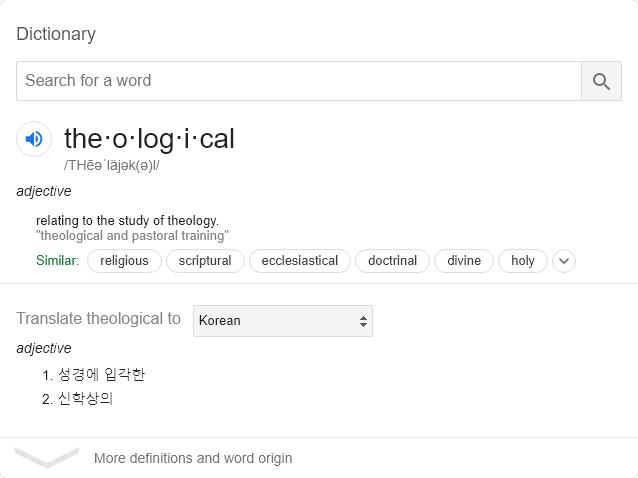 Dictionary
Search for a word
the·o·log·i·cal
/THēəˈläjək(ə)l/
adjective
relating to the study of theology.
"theological and pastoral training"
Similar: religious scriptural ecclesiastical doctrinal divine holy
Translate theological to Korean
adjective
1. 성경에 입각한
2. 신학상의
More definitions and word origin